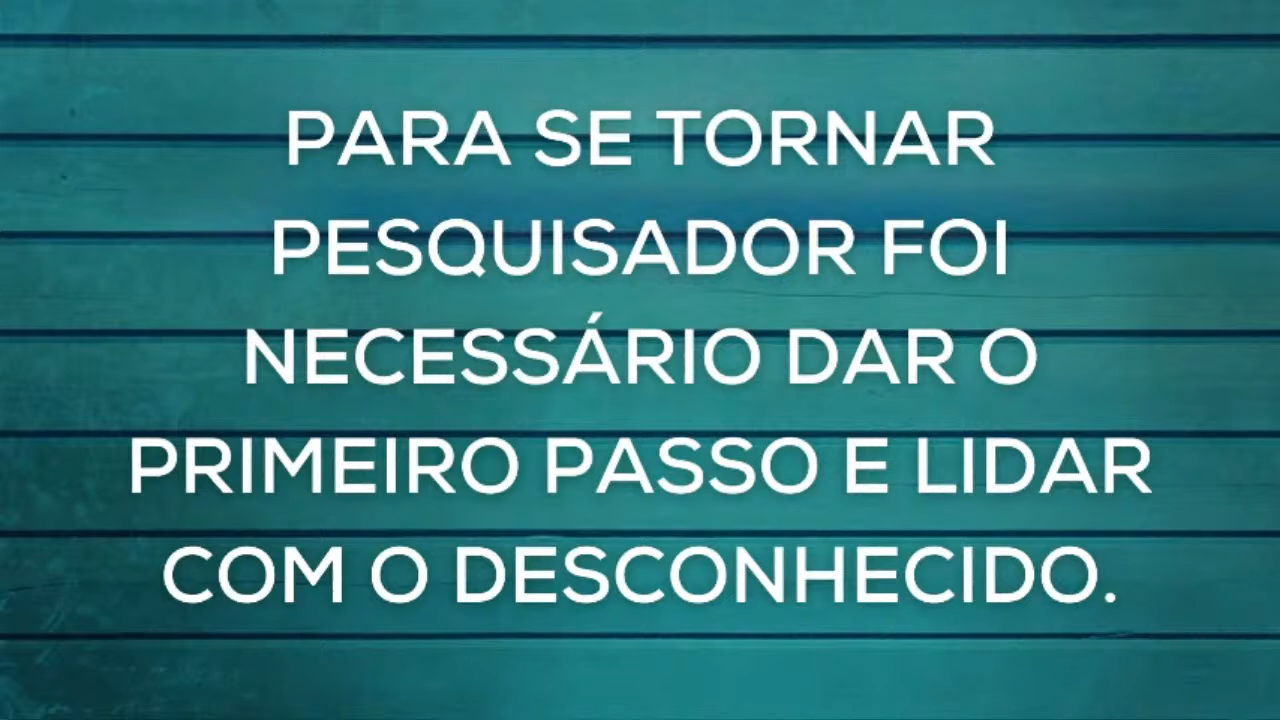 PARA SE TORNAR
PESQUISADOR FOI
NECESSÁRIO DAR O
PRIMEIRO PASSO E LIDAR
COM O DESCONHECIDO.